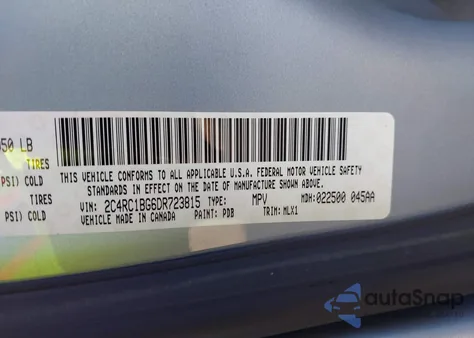 550 LB
TIRES
PSI) COLD
TIRES
PSI) COLD
THIS VEHICLE CONFORMS TO ALL APPLICABLE U.S.A. FEDERAL MOTOR VEHICLE SAFETY
STANDARDS IN EFFECT ON THE DATE OF MANUFACTURE SHOWN ABOVE.
VIN: 2C4RC1BG6DR723815 TYPE: MPV MDH: 022500 045AA
MADE IN CANADA PAINT: PDB TRIM: MLX1
autoSnap